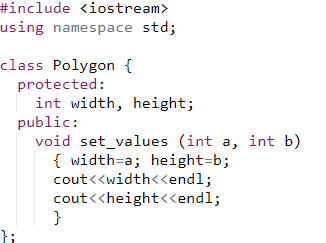 #include <iostream>
using namespace std;

class Polygon {
  protected:
    int width, height;
  public:
    void set_values (int a, int b)
      { width=a; height=b;
      cout<<width<<endl;
      cout<<height<<endl;
      }
};